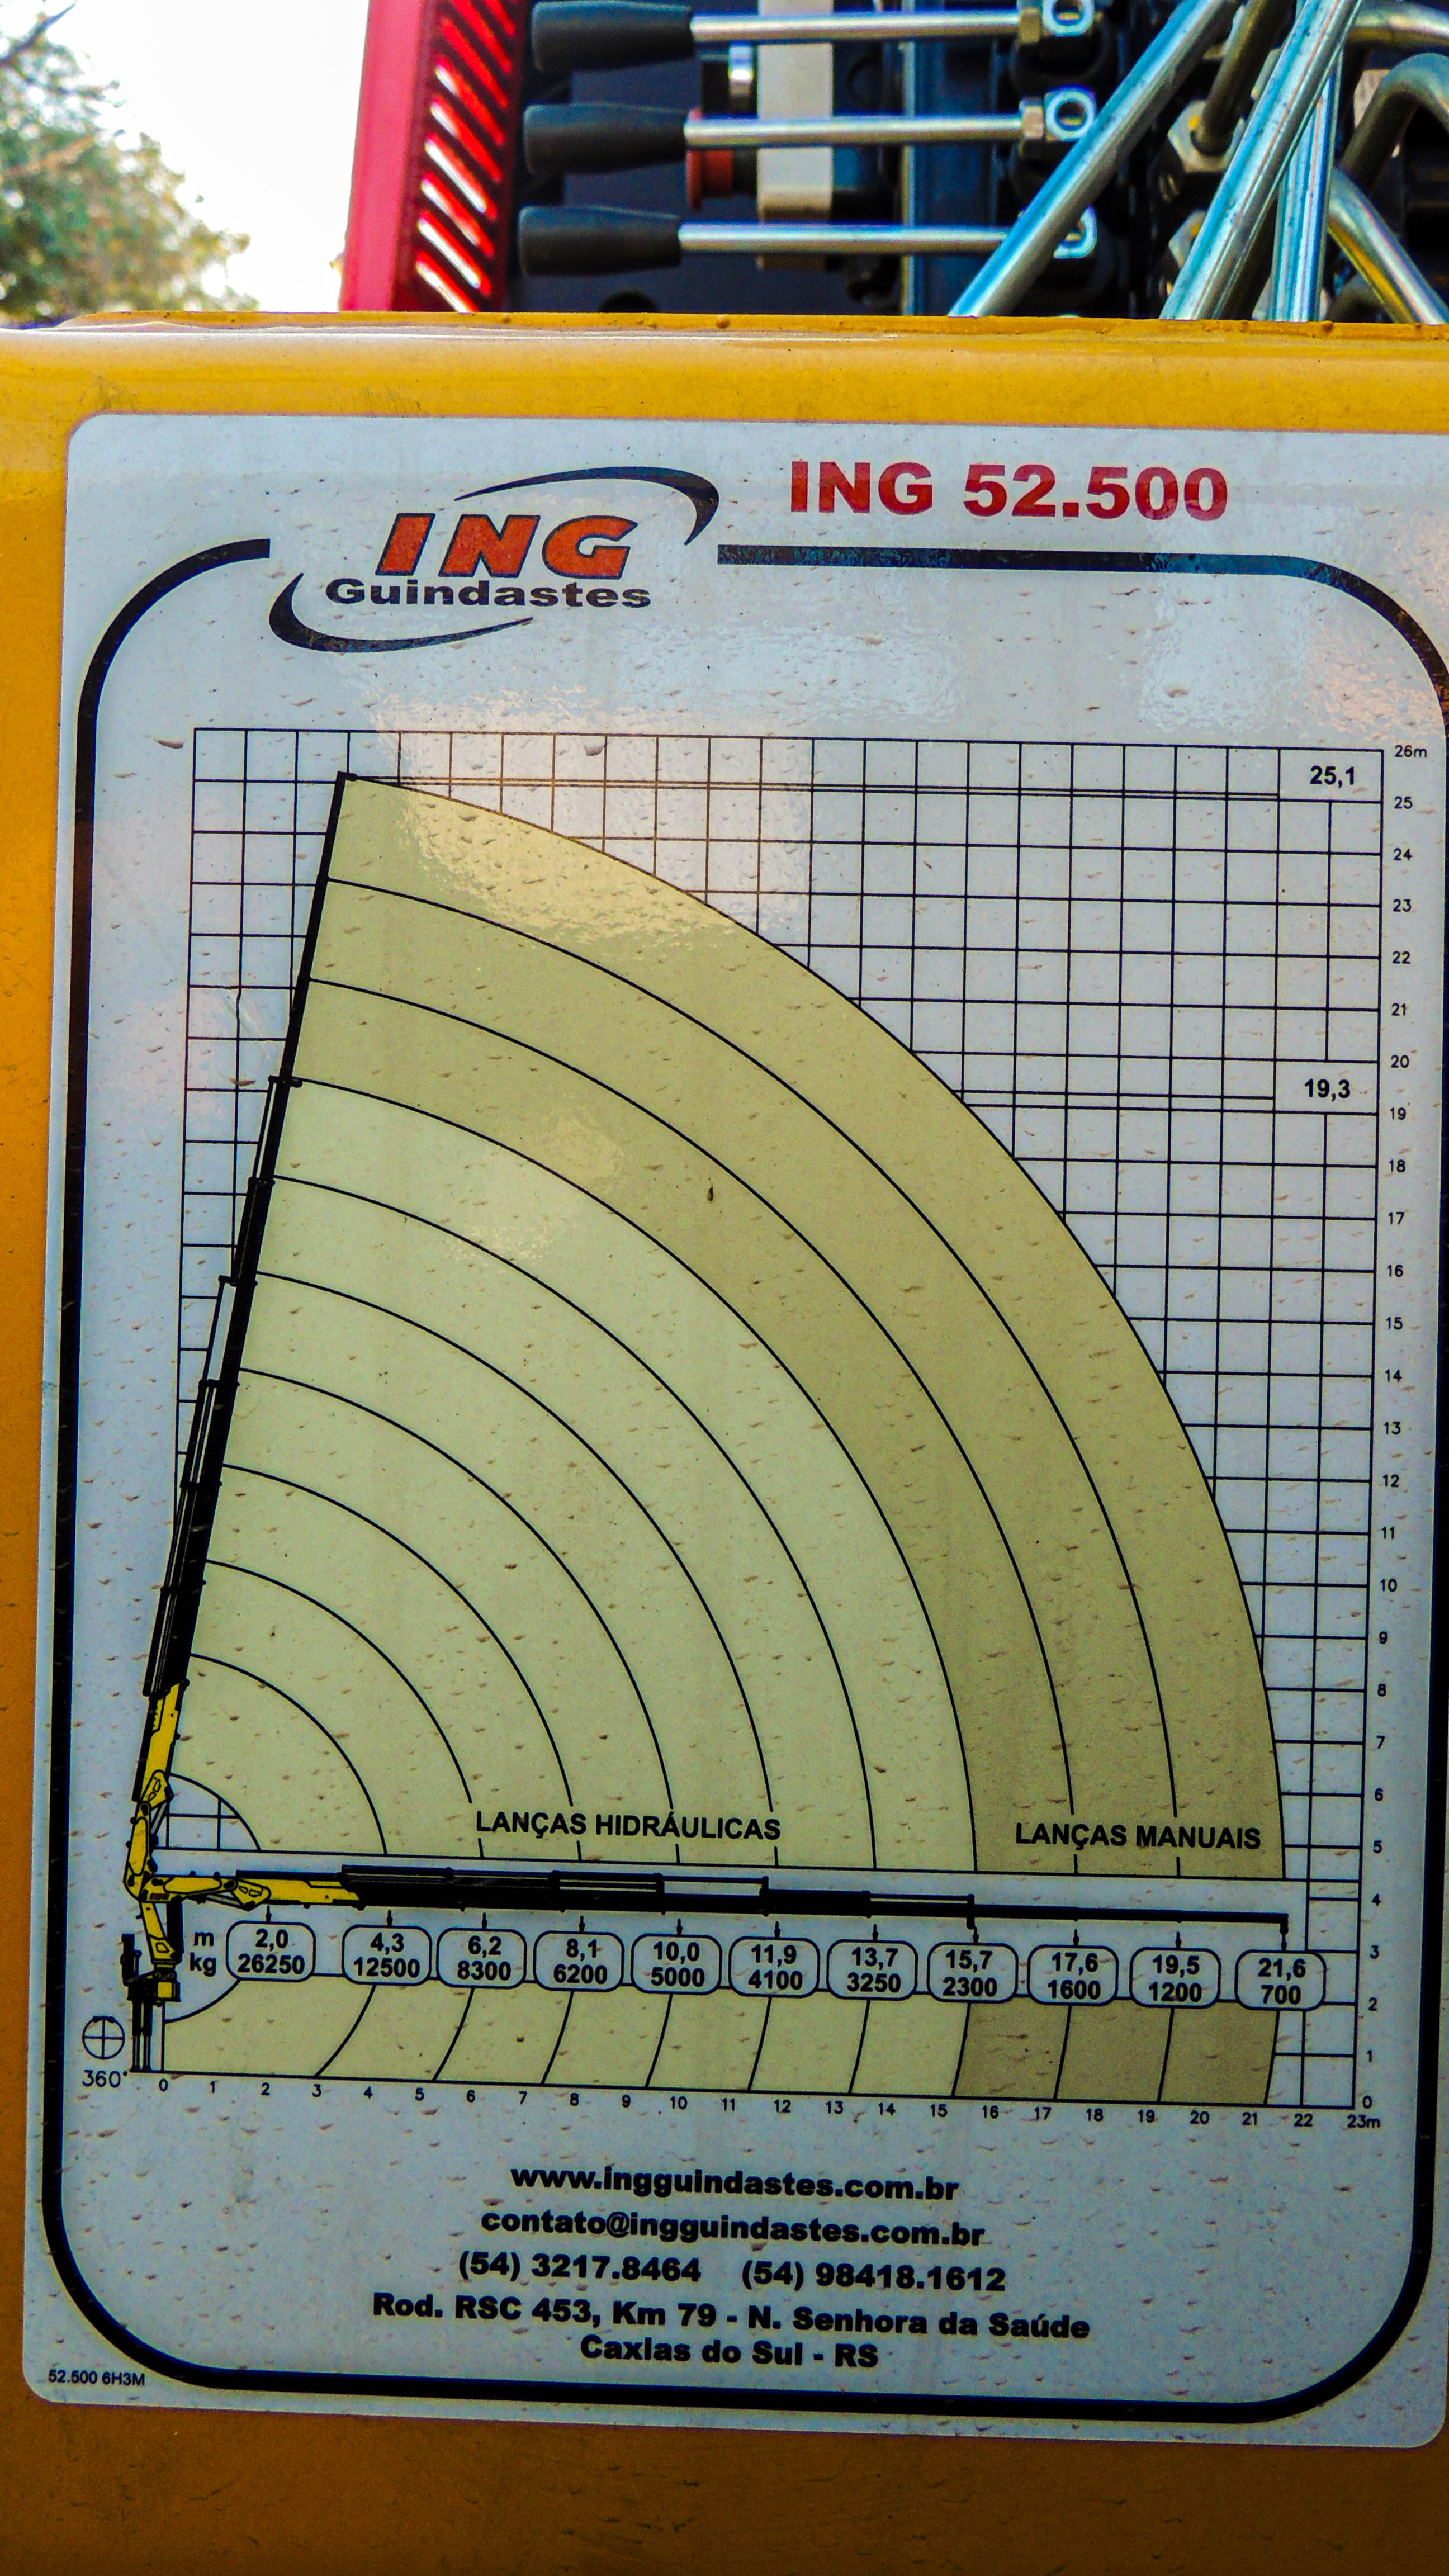 ING 52.500
ING
Guindastes
26m
25,1
25
24
23
22
21
20
19,3
19
18
17
16
15
14
13
12
11
10
9
8
7
6
LANÇAS HIDRÁULICAS LANÇAS MANUAIS
5
4
m 2,0 4,3 6,2 8,1 10,0 11,9 13,7 15,7 17,6 19,5 21,6
kg 26250 12500 8300 6200 5000 4100 3250 2300 1600 1200 700
3
2
1
0
360° 0 1 2 3 4 5 6 7 8 9 10 11 12 13 14 15 16 17 18 19 20 21 22 23m
www.ingguindastes.com.br
contato@ingguindastes.com.br
(54) 3217.8464 (54) 98418.1612
Rod. RSC 453, Km 79 - N. Senhora da Saúde
Caxias do Sul - RS
52.500 6H3M